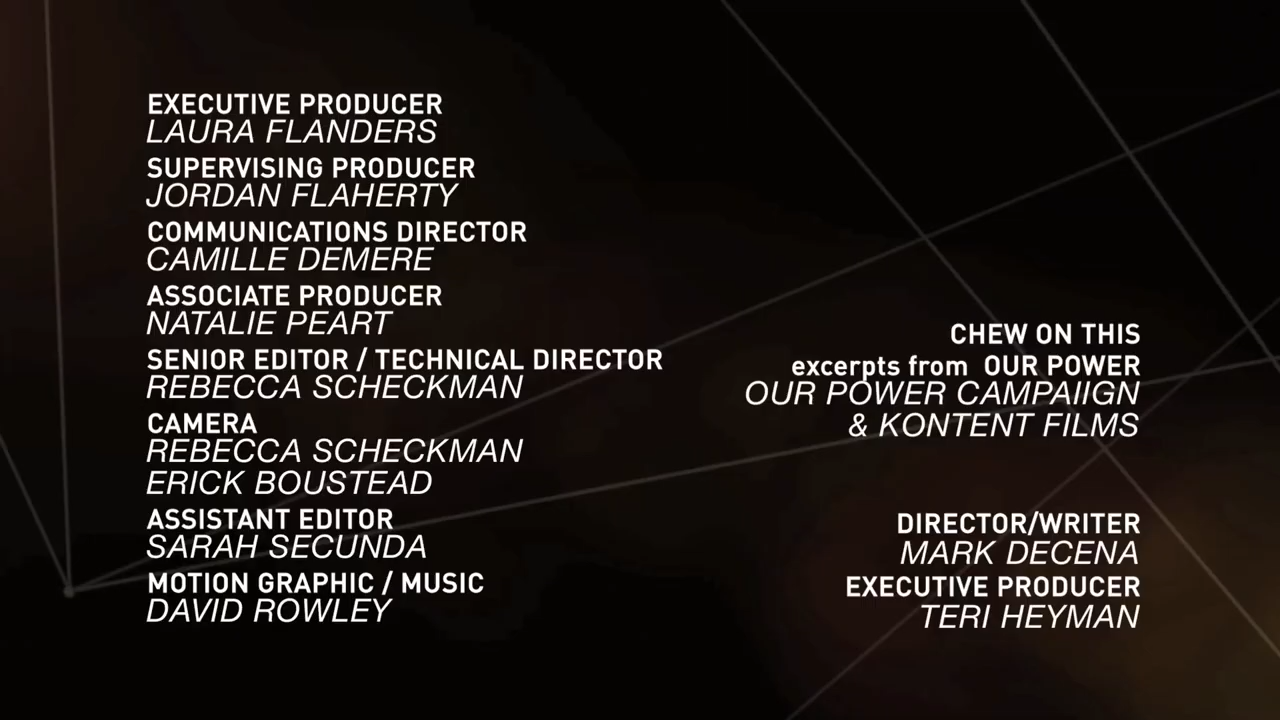 EXECUTIVE PRODUCER
LAURA FLANDERS
SUPERVISING PRODUCER
JORDAN FLAHERTY
COMMUNICATIONS DIRECTOR
CAMILLE DEMERE
ASSOCIATE PRODUCER
NATALIE PEART
SENIOR EDITOR / TECHNICAL DIRECTOR
REBECCA SCHECKMAN
CAMERA
REBECCA SCHECKMAN
ERICK BOUSTEAD
ASSISTANT EDITOR
SARAH SECUNDA
MOTION GRAPHIC / MUSIC
DAVID ROWLEY
CHEW ON THIS
excerpts from OUR POWER
OUR POWER CAMPAIIGN
& KONTENT FILMS
DIRECTOR/WRITER
MARK DECENA
EXECUTIVE PRODUCER
TERI HEYMAN